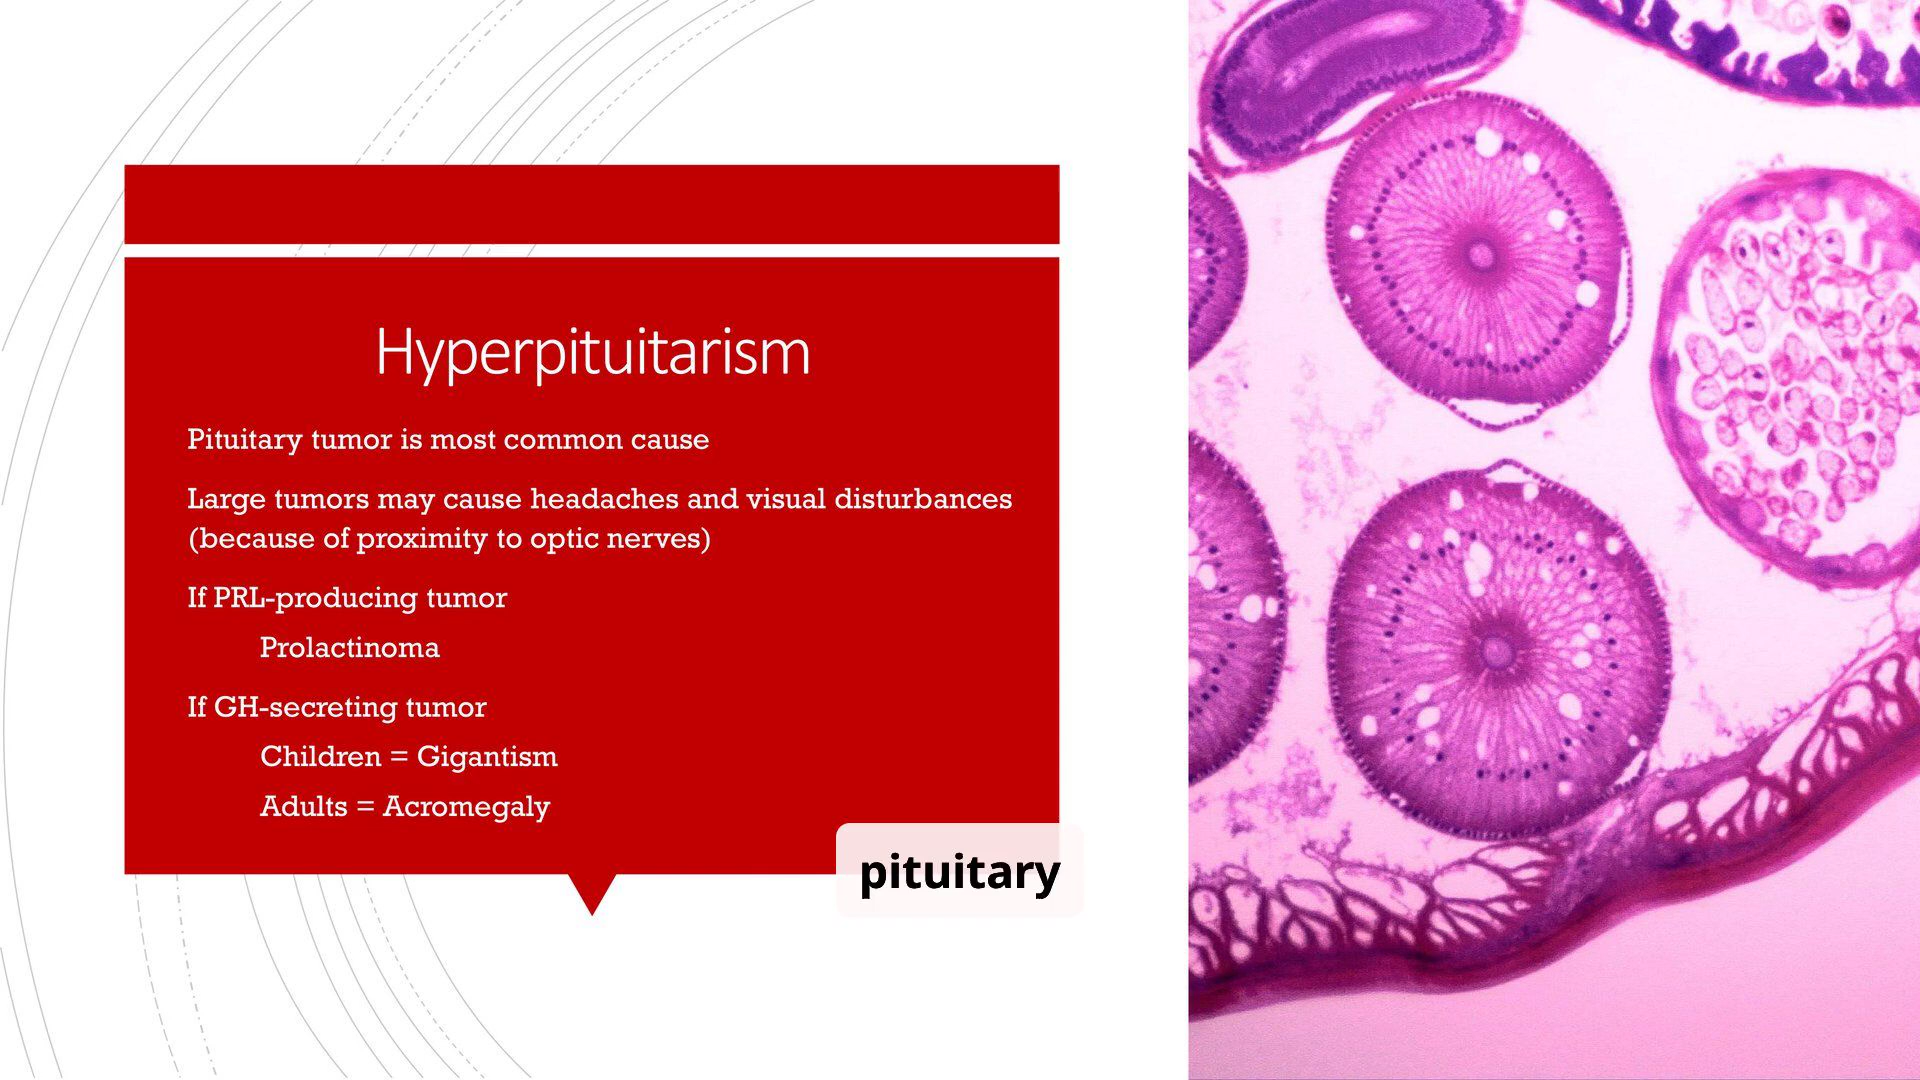 Hyperpituitarism
Pituitary tumor is most common cause
Large tumors may cause headaches and visual disturbances
(because of proximity to optic nerves)
If PRL-producing tumor
Prolactinoma
If GH-secreting tumor
Children = Gigantism
Adults = Acromegaly
pituitary